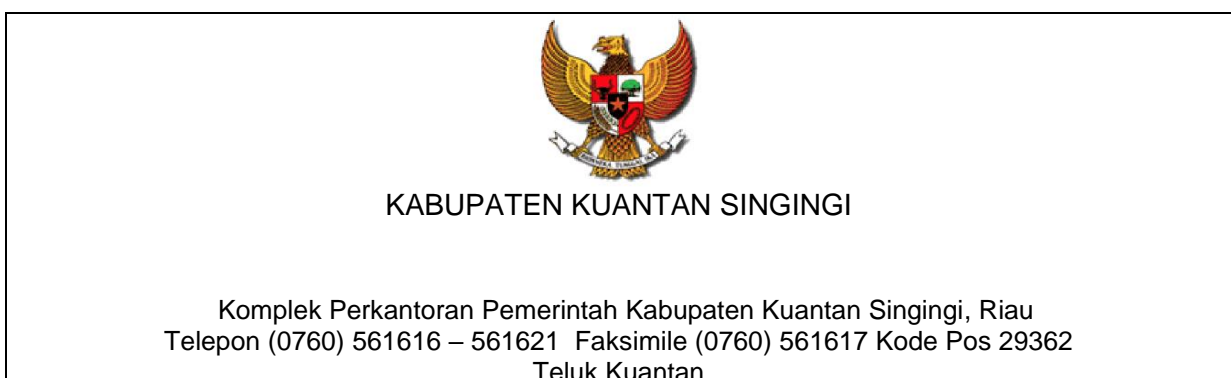 KABUPATEN KUANTAN SINGINGI
Komplek Perkantoran Pemerintah Kabupaten Kuantan Singingi, Riau
Telepon (0760) 561616 – 561621 Faksimile (0760) 561617 Kode Pos 29362
Teluk Kuantan